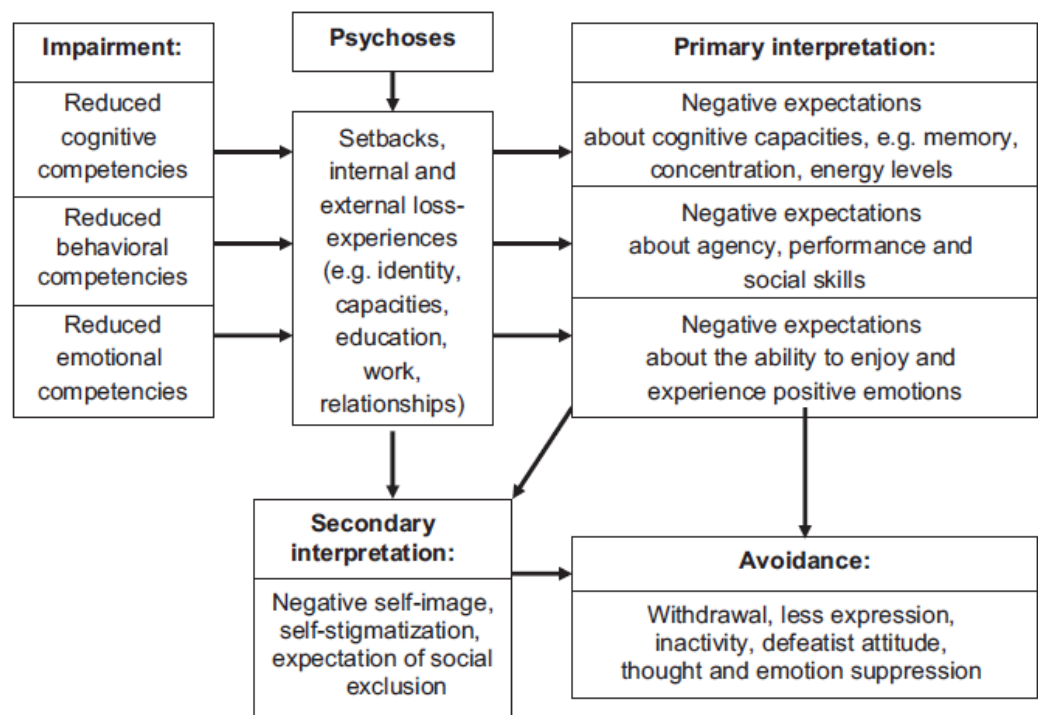 Impairment:
Reduced
cognitive
competencies
Reduced
behavioral
competencies
Reduced
emotional
competencies
Psychoses
Setbacks,
internal and
external loss-
experiences
(e.g. identity,
capacities,
education,
work,
relationships)
Primary interpretation:
Negative expectations
about cognitive capacities, e.g. memory,
concentration, energy levels
Negative expectations
about agency, performance and
social skills
Negative expectations
about the ability to enjoy and
experience positive emotions
Secondary
interpretation:
Negative self-image,
self-stigmatization,
expectation of social
exclusion
Avoidance:
Withdrawal, less expression,
inactivity, defeatist attitude,
thought and emotion suppression